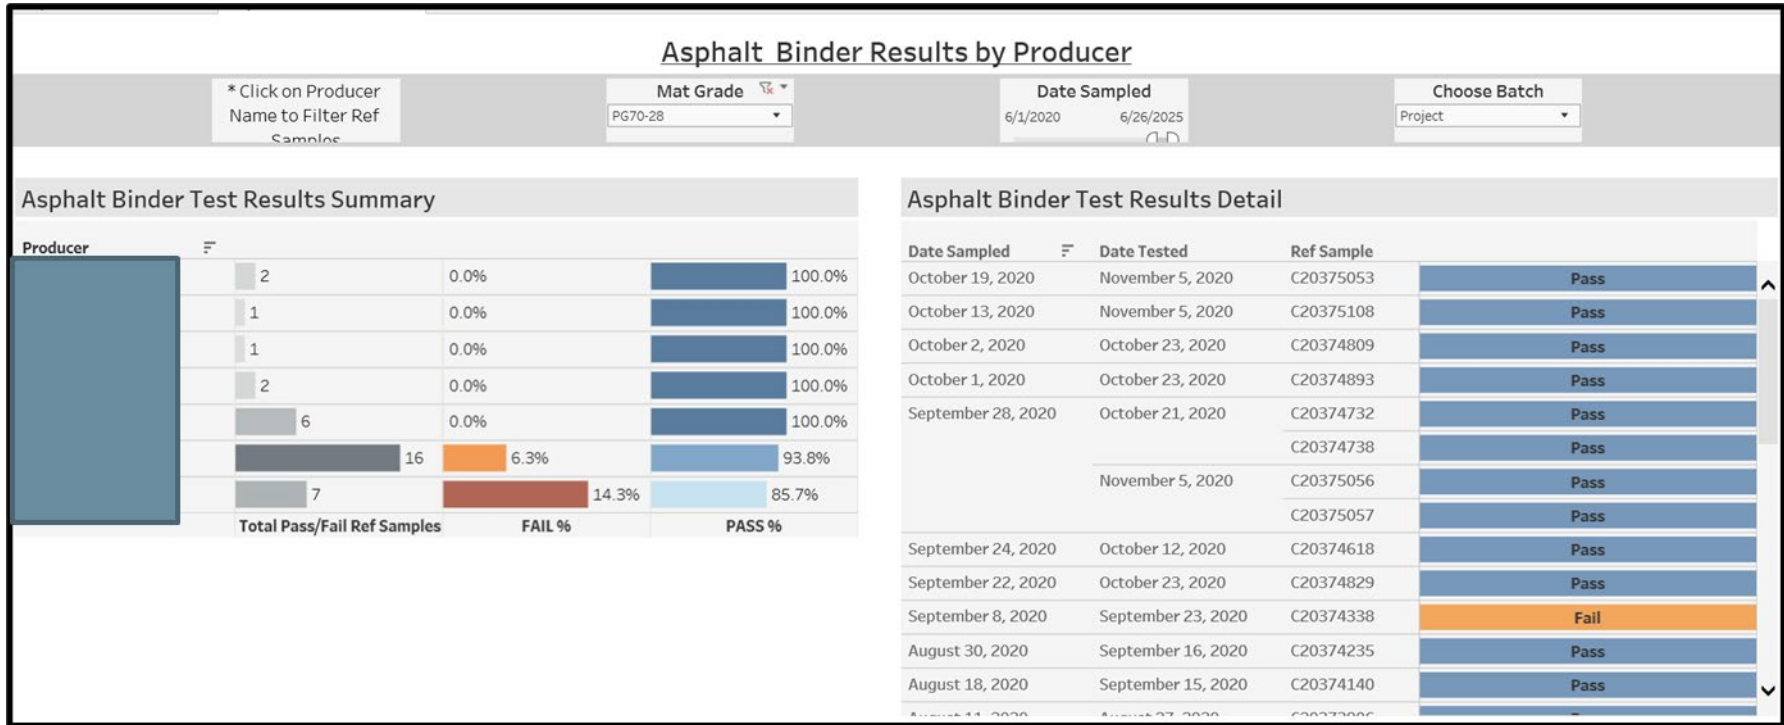 Asphalt Binder Results by Producer
* Click on Producer
Name to Filter Ref
Samples
Mat Grade
PG70-28
Date Sampled
6/1/2020 6/26/2025
Choose Batch
Project
Asphalt Binder Test Results Summary
Producer
2 0.0% 100.0%
1 0.0% 100.0%
1 0.0% 100.0%
2 0.0% 100.0%
6 0.0% 100.0%
16 6.3% 93.8%
7 14.3% 85.7%
Total Pass/Fail Ref Samples FAIL % PASS %
Asphalt Binder Test Results Detail
Date Sampled Date Tested Ref Sample
October 19, 2020 November 5, 2020 C20375053 Pass
October 13, 2020 November 5, 2020 C20375108 Pass
October 2, 2020 October 23, 2020 C20374809 Pass
October 1, 2020 October 23, 2020 C20374893 Pass
September 28, 2020 October 21, 2020 C20374732 Pass
C20374738 Pass
November 5, 2020 C20375056 Pass
C20375057 Pass
September 24, 2020 October 12, 2020 C20374618 Pass
September 22, 2020 October 23, 2020 C20374829 Pass
September 8, 2020 September 23, 2020 C20374338 Fail
August 30, 2020 September 16, 2020 C20374235 Pass
August 18, 2020 September 15, 2020 C20374140 Pass